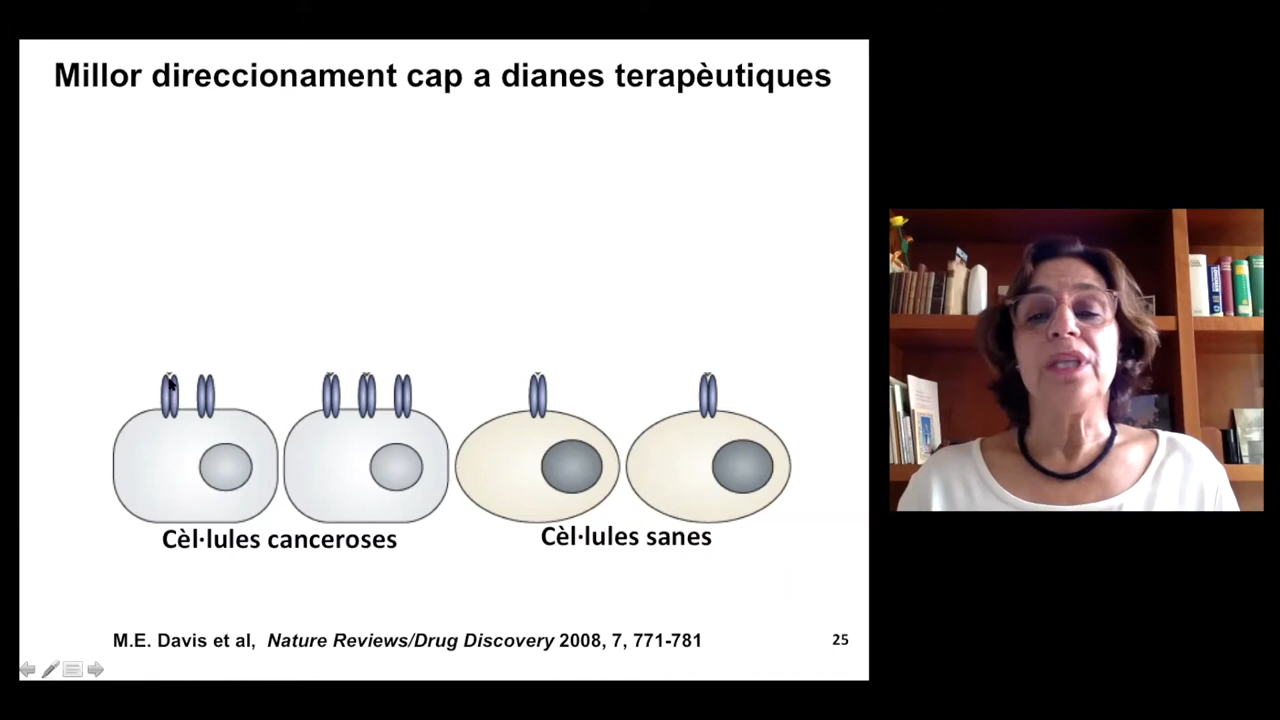 Millor direccionament cap a dianes terapèutiques
Cèl·lules canceroses
Cèl·lules sanes
M.E. Davis et al, Nature Reviews/Drug Discovery 2008, 7, 771-781
25